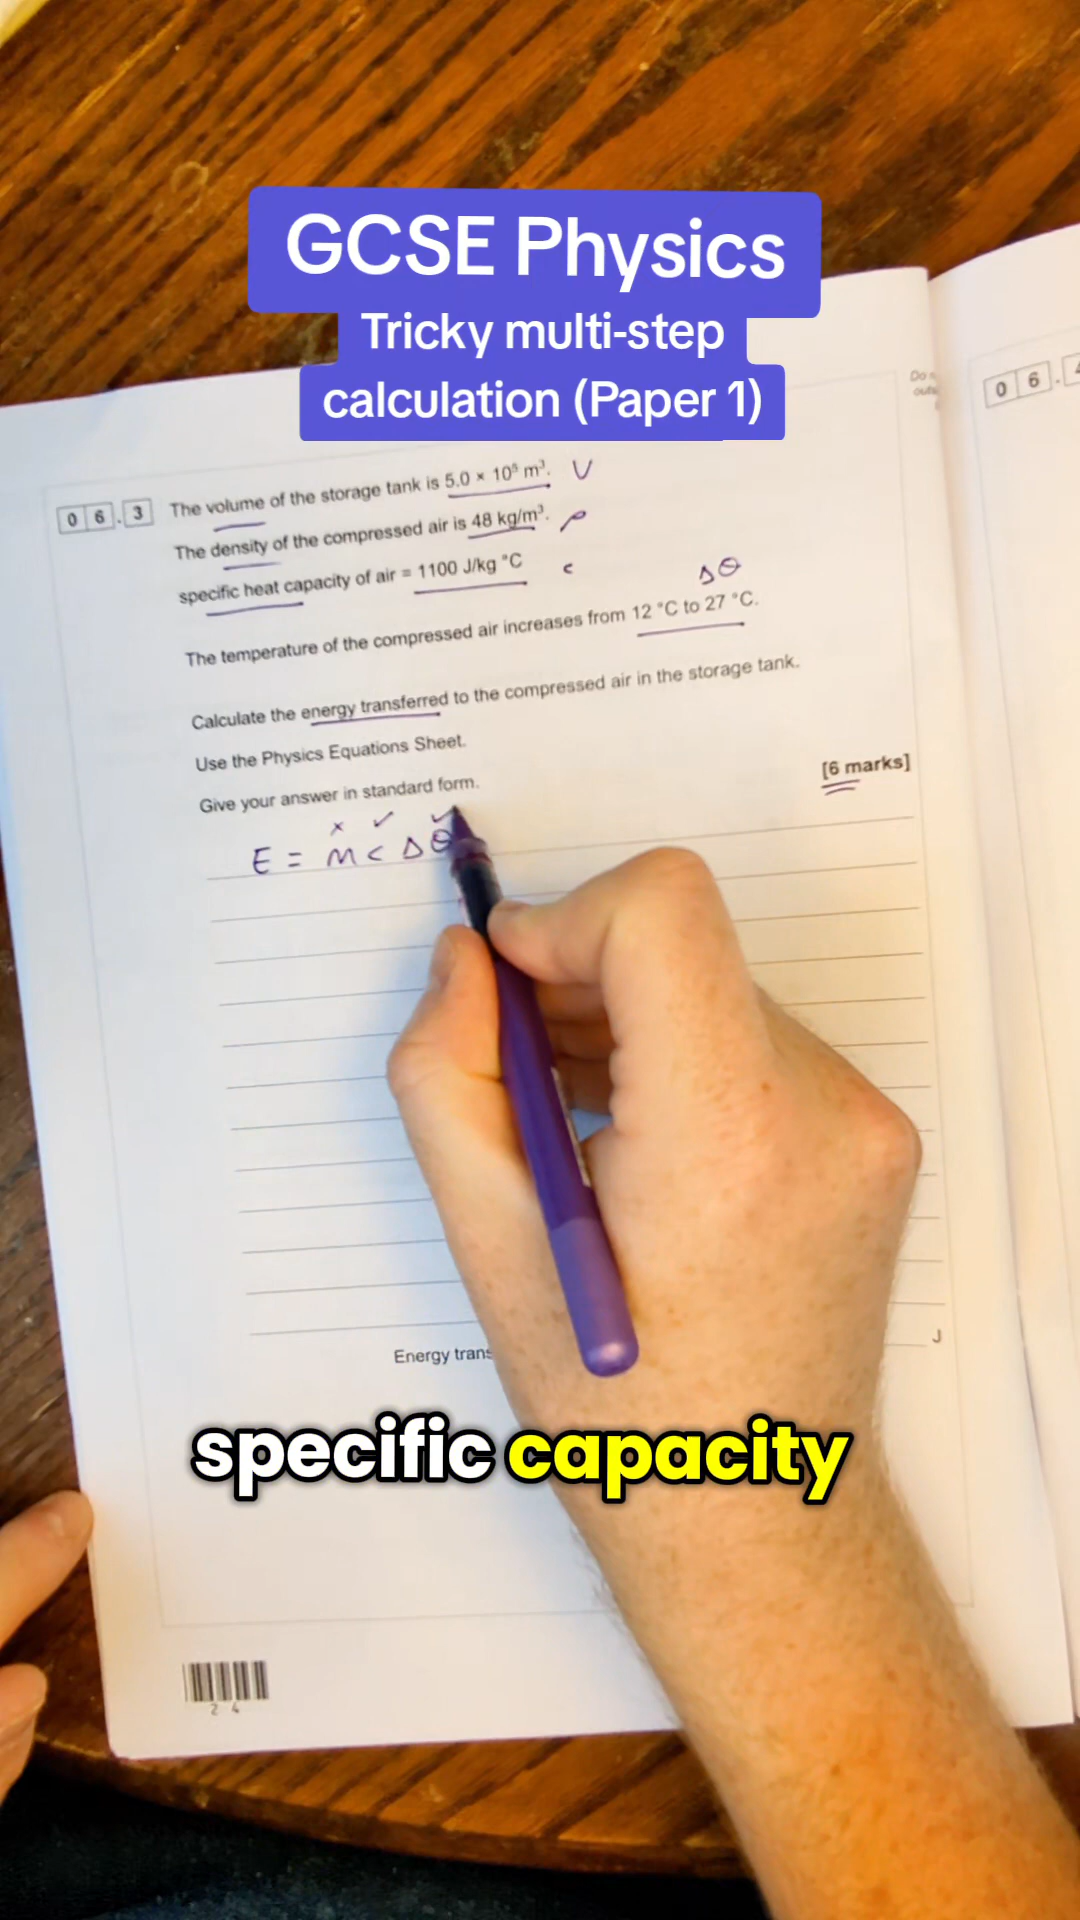 GCSE Physics
Tricky multi-step
calculation (Paper 1)
Do
0 6 . 3 The volume of the storage tank is 5.0 × 10⁵ m³. V
The density of the compressed air is 48 kg/m³. ρ
specific heat capacity of air = 1100 J/kg °C c
Δθ
The temperature of the compressed air increases from 12 °C to 27 °C.
Calculate the energy transferred to the compressed air in the storage tank.
Use the Physics Equations Sheet.
Give your answer in standard form.
[6 marks]
× ✓ ✓
E = m c Δ θ
Energy trans
J
specific capacity
2 4
0 6 .